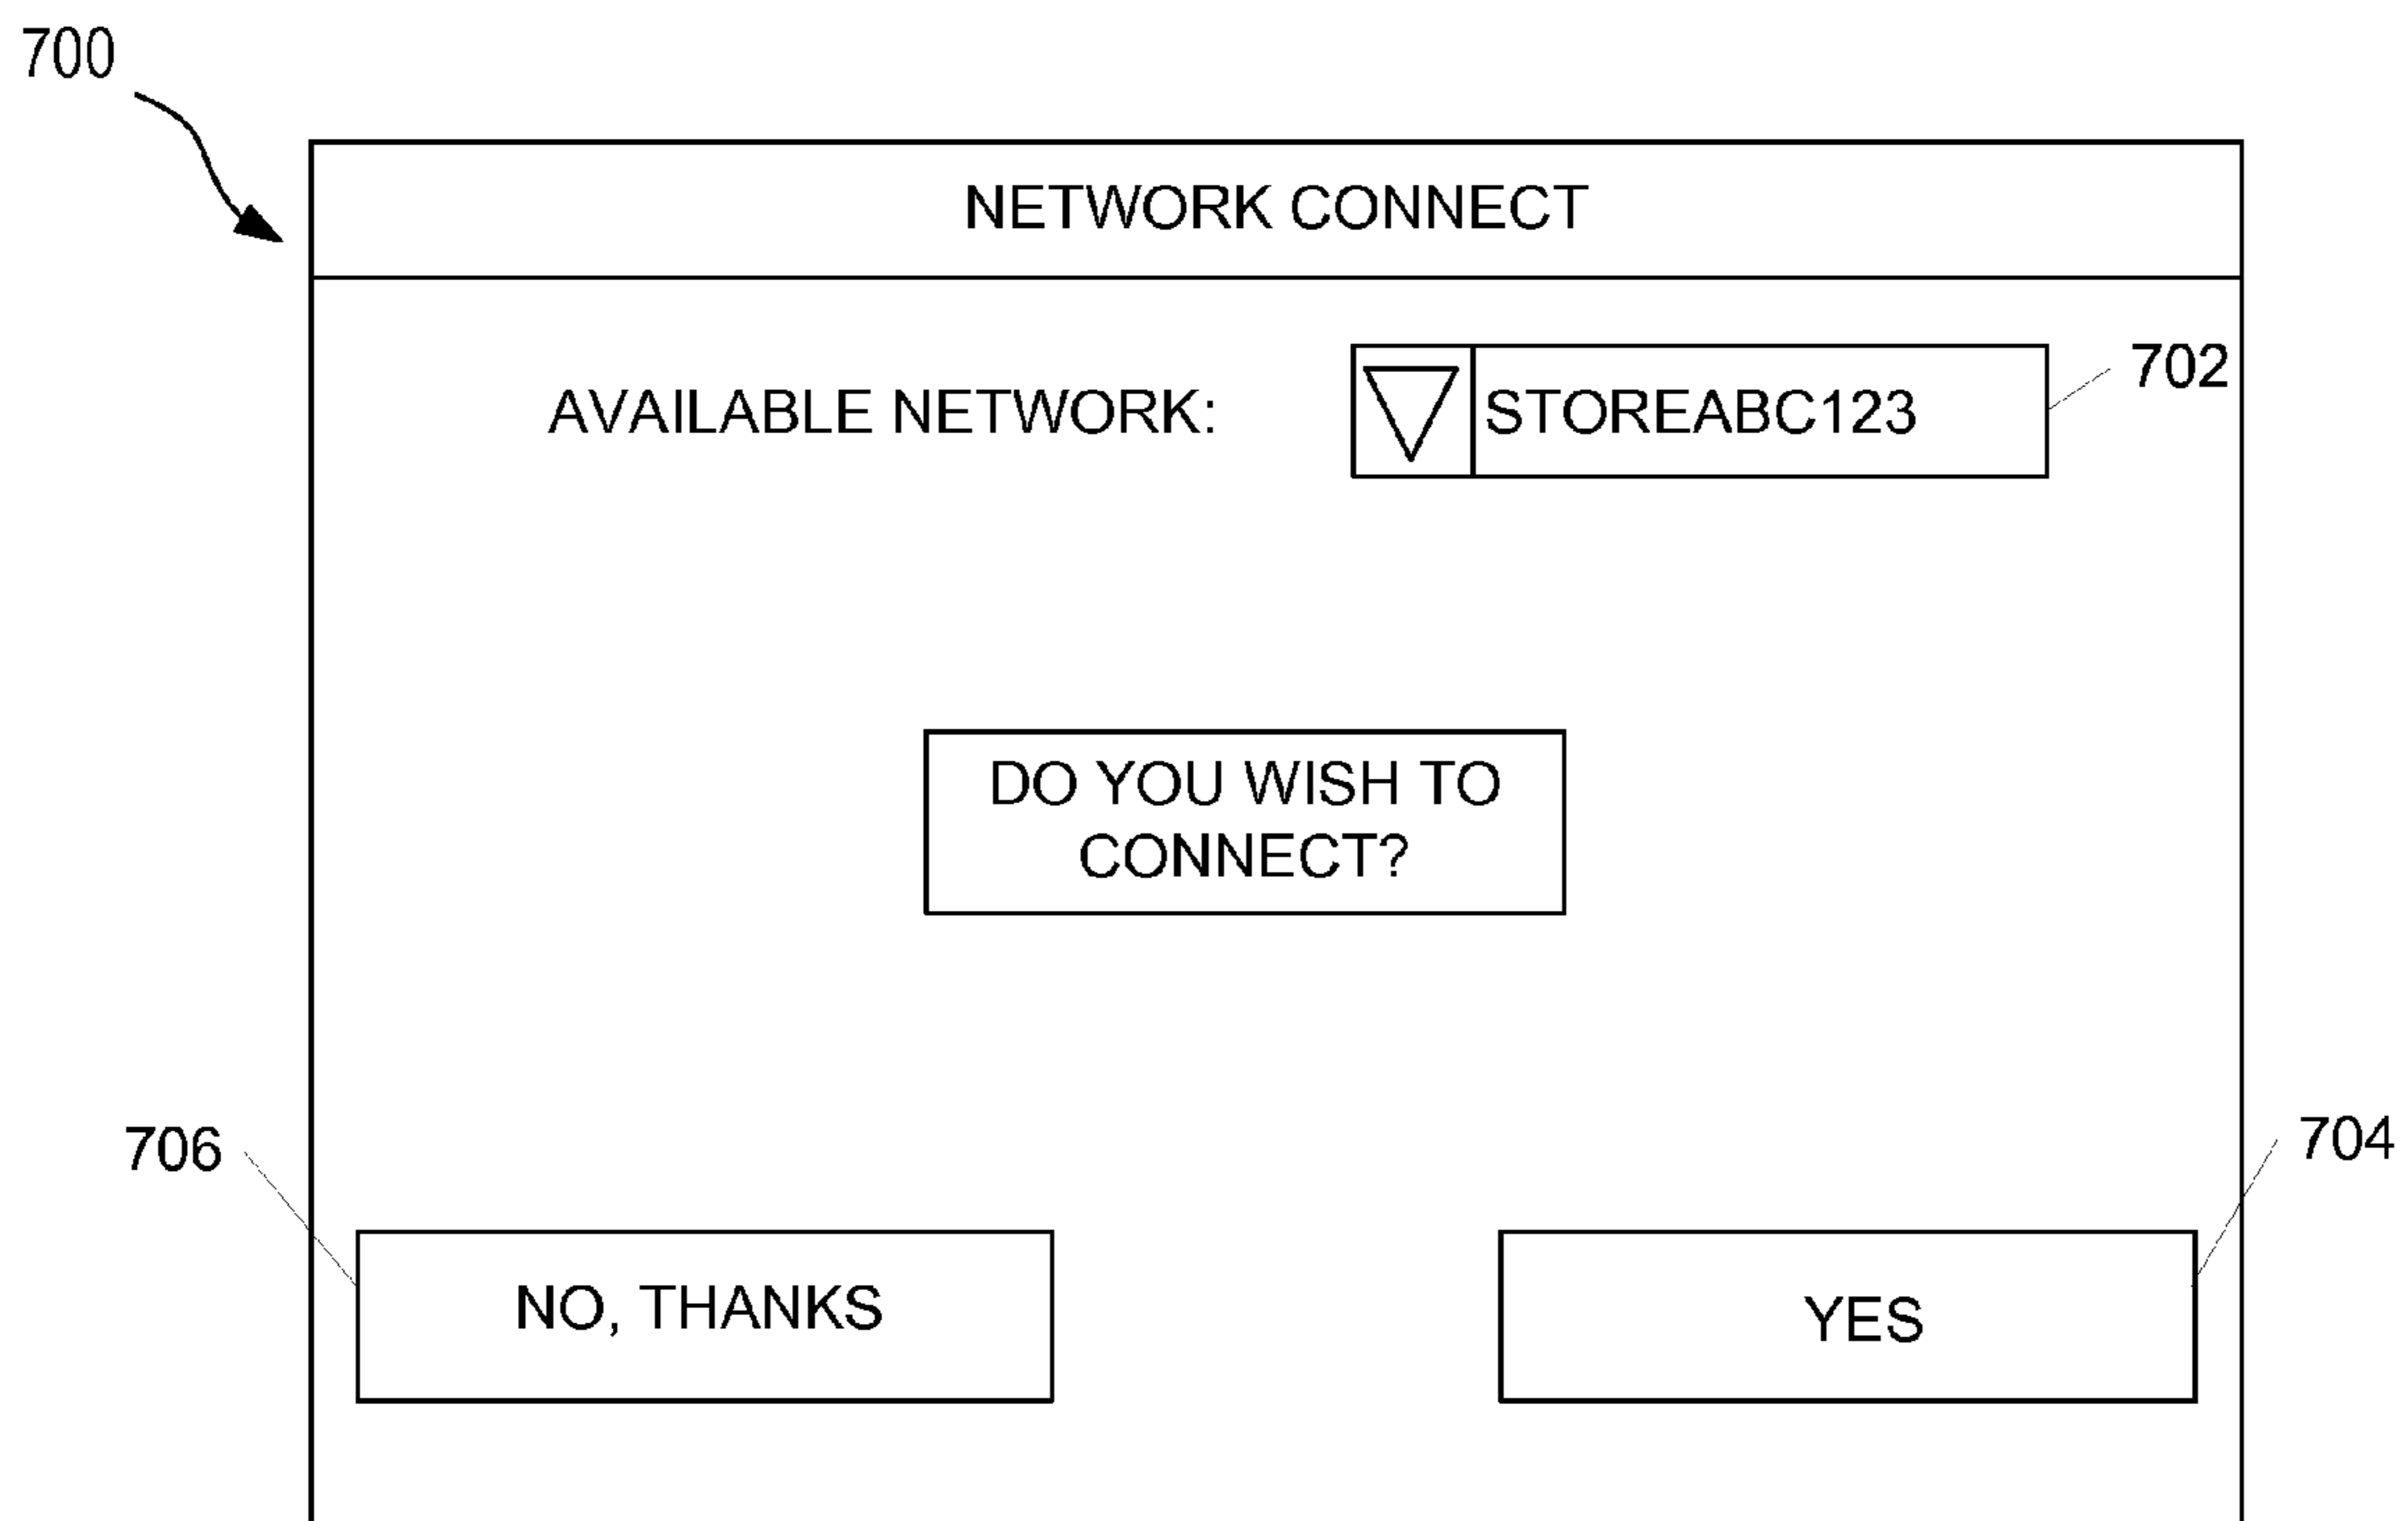 700
NETWORK CONNECT
AVAILABLE NETWORK:
STOREABC123
702
DO YOU WISH TO
CONNECT?
706
704
NO, THANKS
YES